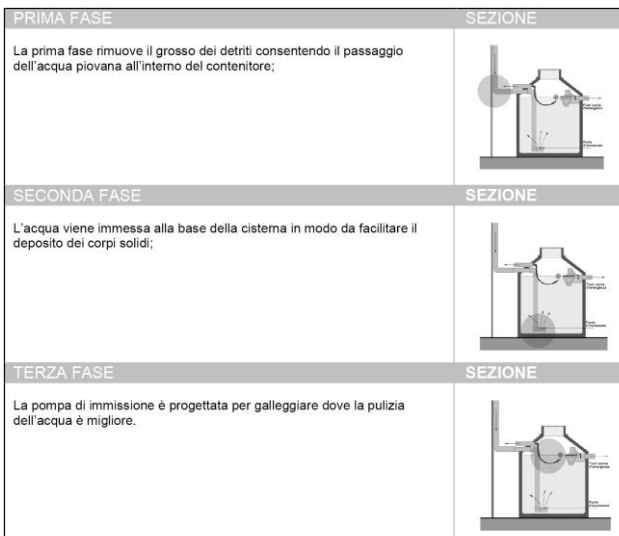 PRIMA FASE
SEZIONE
La prima fase rimuove il grosso dei detriti consentendo il passaggio
dell'acqua piovana all'interno del contenitore;
SECONDA FASE
SEZIONE
L'acqua viene immessa alla base della cisterna in modo da facilitare il
deposito dei corpi solidi;
TERZA FASE
SEZIONE
La pompa di immissione è progettata per galleggiare dove la pulizia
dell'acqua è migliore.